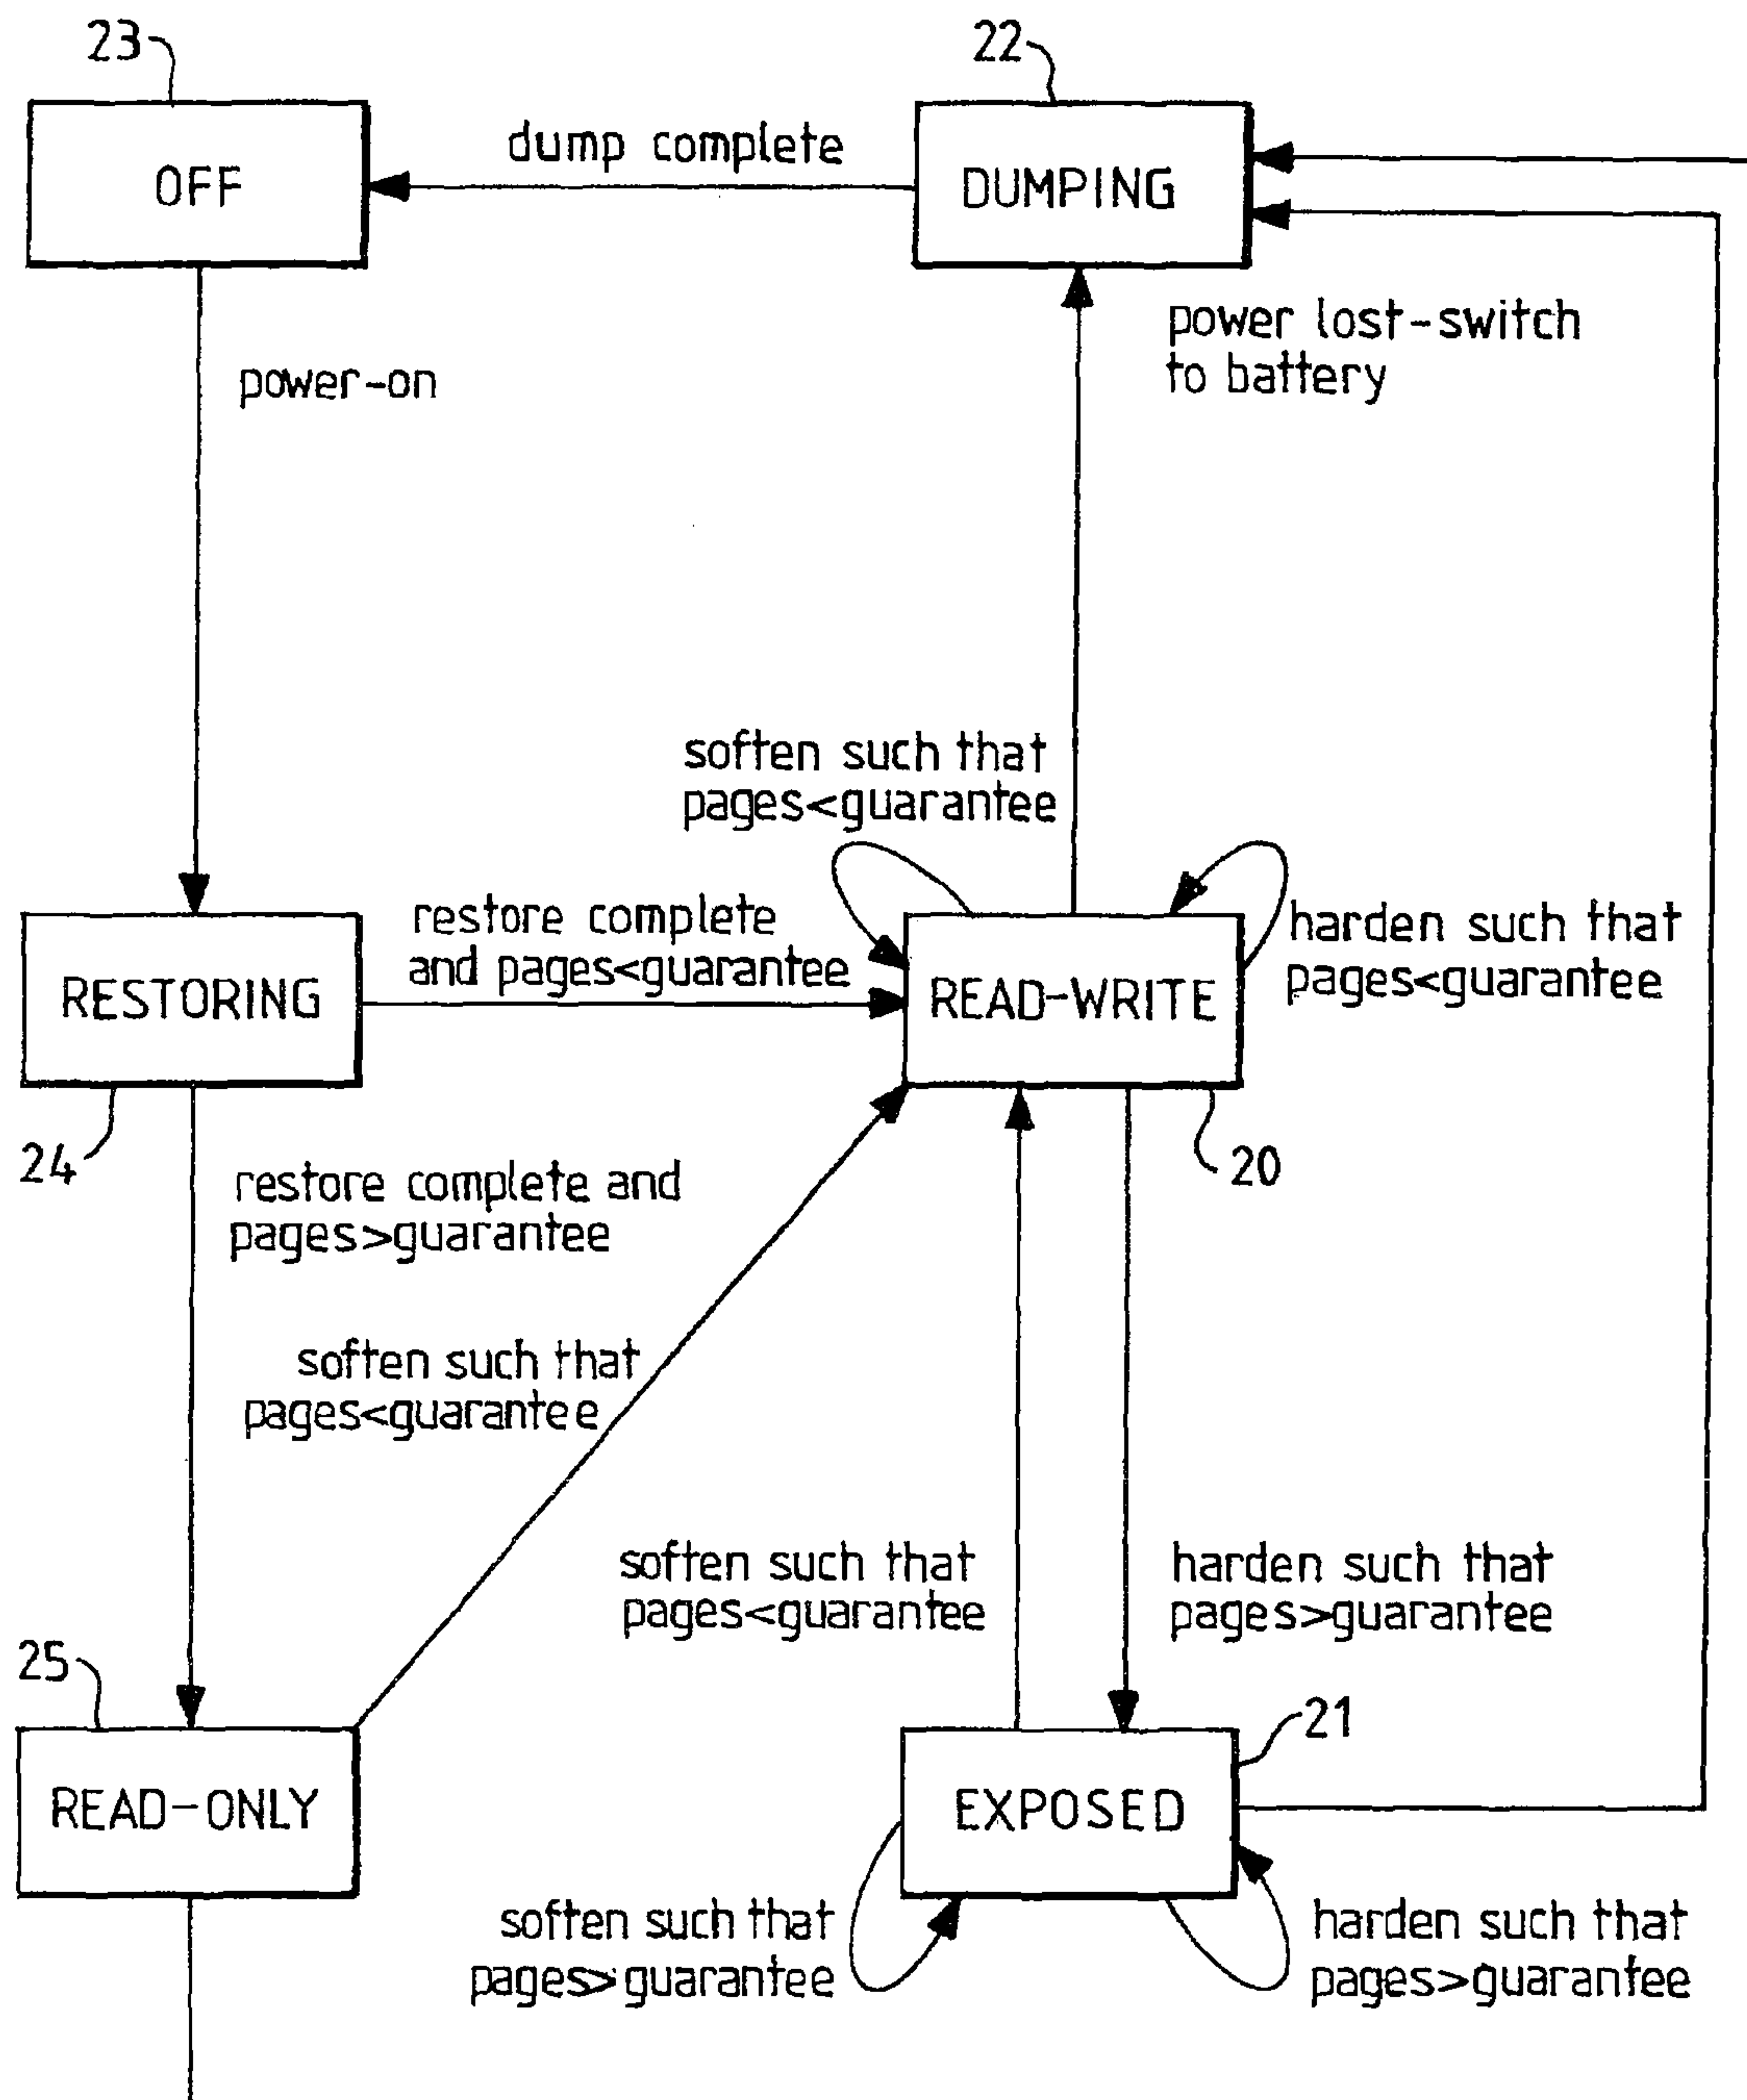 23
22
OFF
dump complete
DUMPING
power-on
power lost-switch
to battery
soften such that
pages<guarantee
restore complete
and pages<guarantee
harden such that
pages<guarantee
RESTORING
READ-WRITE
24
20
restore complete and
pages>guarantee
soften such that
pages<guarantee
soften such that
pages<guarantee
harden such that
pages>guarantee
25
21
READ-ONLY
EXPOSED
soften such that
pages>guarantee
harden such that
pages>guarantee